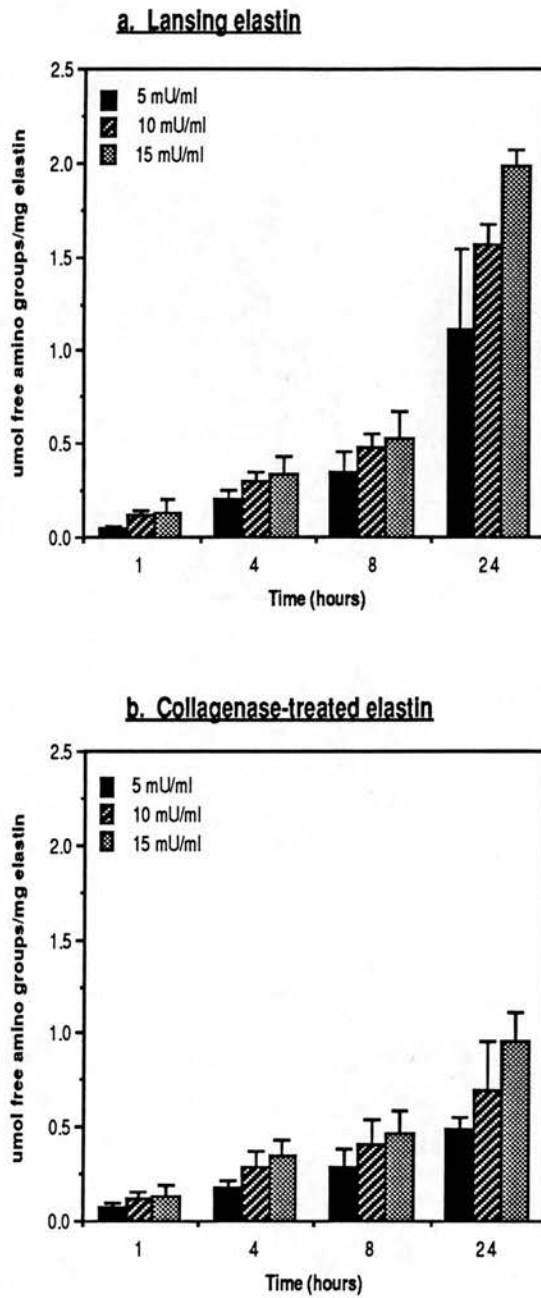 a. Lansing elastin
2.5
2.0
1.5
1.0
0.5
0.0
umol free amino groups/mg elastin
5 mU/ml
10 mU/ml
15 mU/ml
1 4 8 24
Time (hours)
b. Collagenase-treated elastin
2.5
2.0
1.5
1.0
0.5
0.0
umol free amino groups/mg elastin
5 mU/ml
10 mU/ml
15 mU/ml
1 4 8 24
Time (hours)